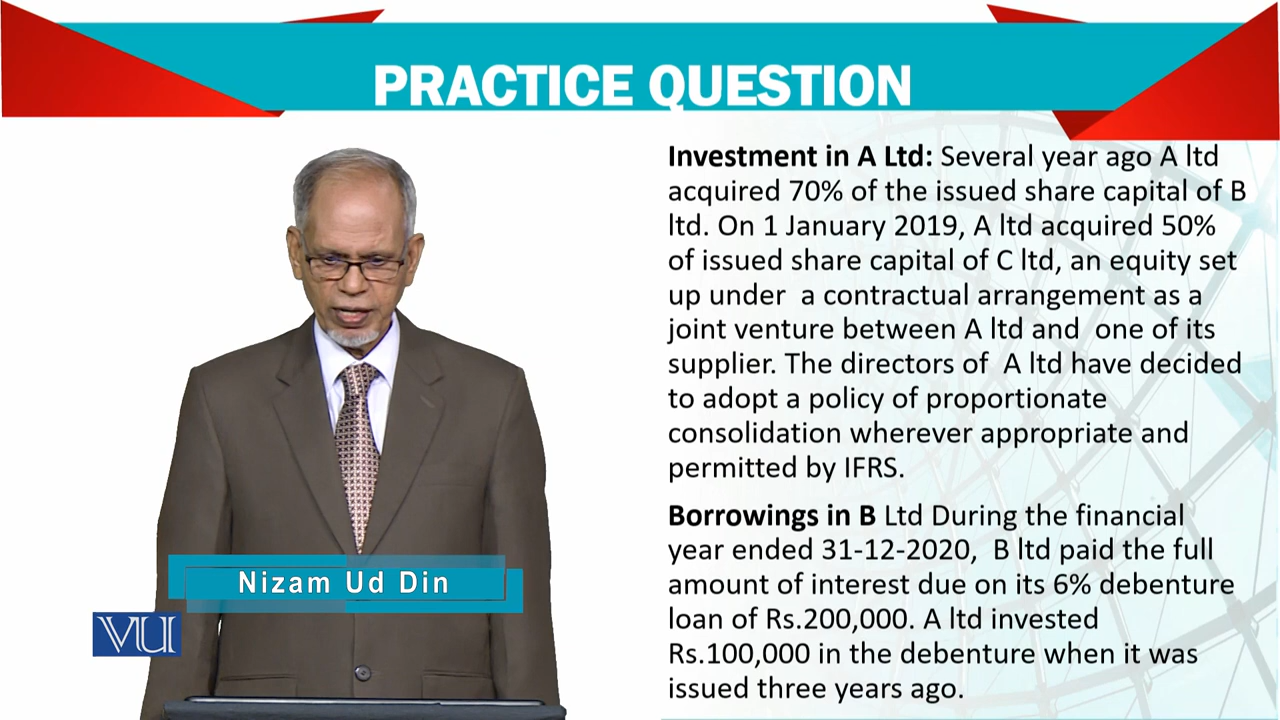 PRACTICE QUESTION
Investment in A Ltd: Several year ago A ltd
acquired 70% of the issued share capital of B
ltd. On 1 January 2019, A ltd acquired 50%
of issued share capital of C ltd, an equity set
up under a contractual arrangement as a
joint venture between A ltd and one of its
supplier. The directors of A ltd have decided
to adopt a policy of proportionate
consolidation wherever appropriate and
permitted by IFRS.
Borrowings in B Ltd During the financial
year ended 31-12-2020, B ltd paid the full
amount of interest due on its 6% debenture
loan of Rs.200,000. A ltd invested
Rs.100,000 in the debenture when it was
issued three years ago.
Nizam Ud Din
VU